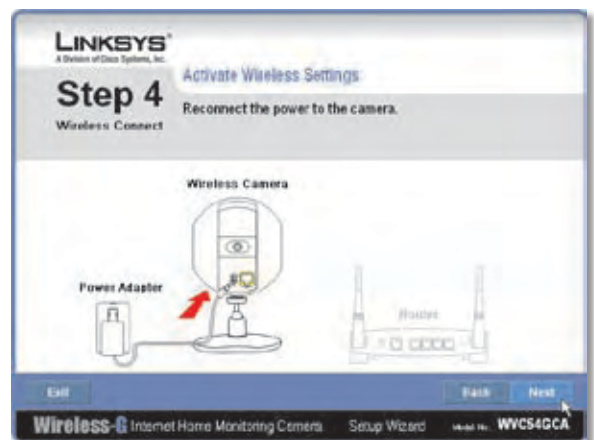 LINKSYS®
A Division of Cisco Systems, Inc.
Step 4
Wireless Connect
Activate Wireless Settings
Reconnect the power to the camera.
Wireless Camera
Power Adapter
Router
Exit
Back
Next
Wireless-G Internet Home Monitoring Camera
Setup Wizard
Model No. WVC54GCA